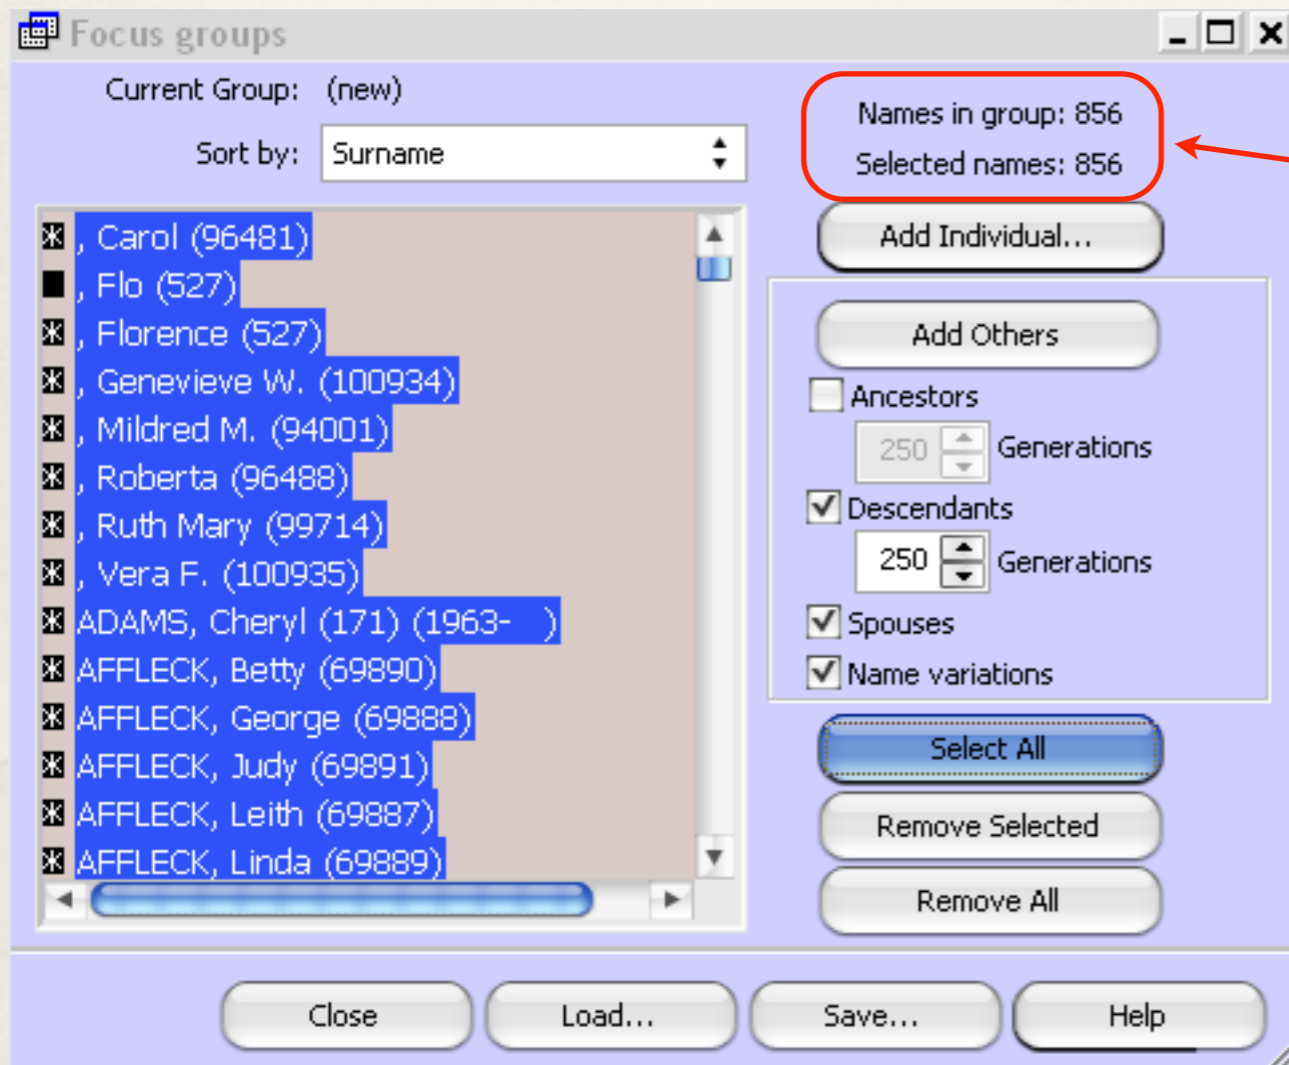 Focus groups
Current Group: (new)
Sort by: Surname
Names in group: 856
Selected names: 856
, Carol (96481)
, Flo (527)
, Florence (527)
, Genevieve W. (100934)
, Mildred M. (94001)
, Roberta (96488)
, Ruth Mary (99714)
, Vera F. (100935)
ADAMS, Cheryl (171) (1963- )
AFFLECK, Betty (69890)
AFFLECK, George (69888)
AFFLECK, Judy (69891)
AFFLECK, Leith (69887)
AFFLECK, Linda (69889)
Add Individual...
Add Others
Ancestors
250 Generations
Descendants
250 Generations
Spouses
Name variations
Select All
Remove Selected
Remove All
Close
Load...
Save...
Help